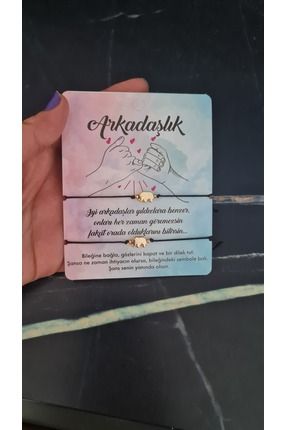 Arkadaşlık
İyi arkadaşlar yıldızlara benzer,
onları her zaman göremezsin
fakat orada olduklarını bilirsin...
Bileğine bağla, gözlerini kapat ve bir dilek tut
Şansa ne zaman ihtiyacın olursa, bileğindeki sembole bak.
Şans senin yanında olsun.